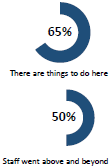 65%
There are things to do here
50%
Staff went above and beyond